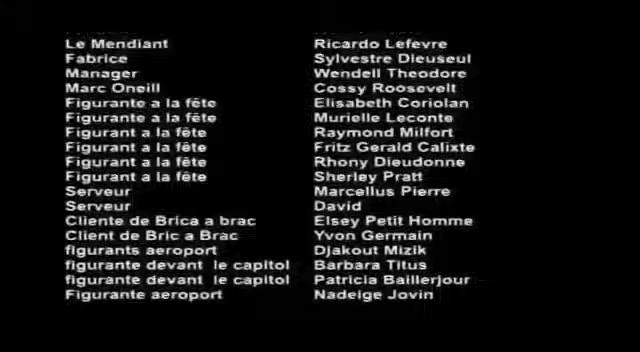 Le Mendiant Ricardo Lefevre
Fabrice Sylvestre Dieuseul
Manager Wendell Theodore
Marc Oneill Cossy Roosevelt
Figurante a la fête Elisabeth Coriolan
Figurante a la fête Murielle Leconte
Figurant a la fête Raymond Milfort
Figurant a la fête Fritz Gerald Calixte
Figurant a la fête Rhony Dieudonne
Figurant a la fête Sherley Pratt
Serveur Marcellus Pierre
Serveur David
Cliente de Brica a brac Elsey Petit Homme
Client de Bric a Brac Yvon Germain
figurants aeroport Djakout Mizik
figurante devant le capitol Barbara Titus
figurante devant le capitol Patricia Baillerjour
Figurante aeroport Nadeige Jovin